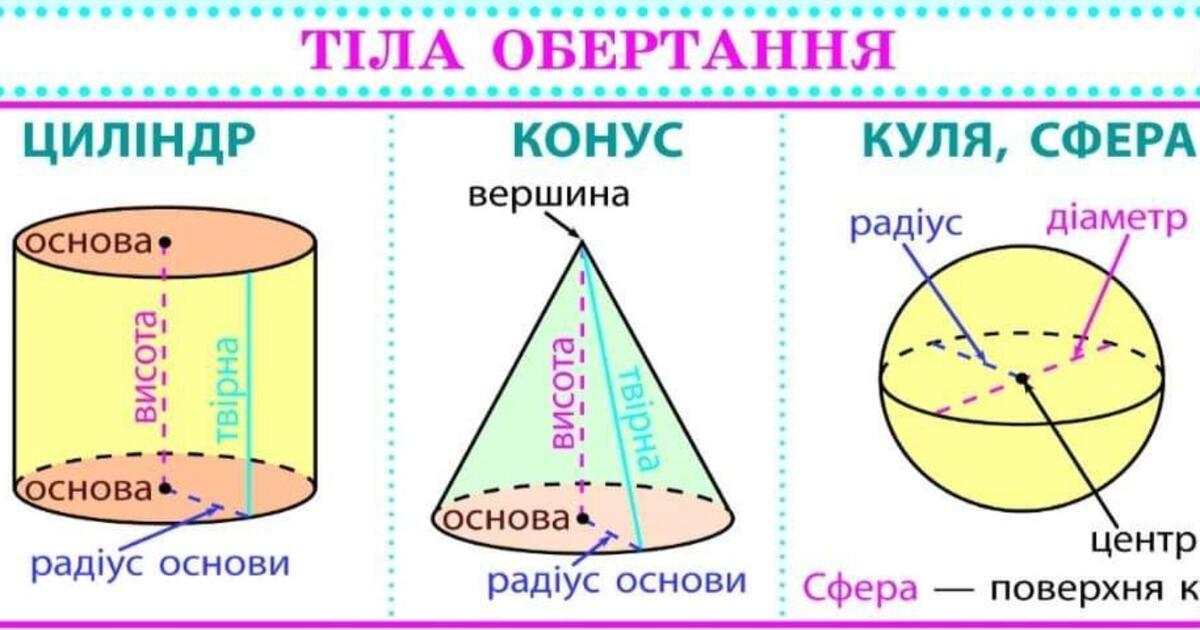 ТІЛА ОБЕРТАННЯ
ЦИЛІНДР
основа
висота
твірна
основа
радіус основи
КОНУС
вершина
висота
твірна
основа
радіус основи
КУЛЯ, СФЕРА
радіус
діаметр
центр
Сфера — поверхня к